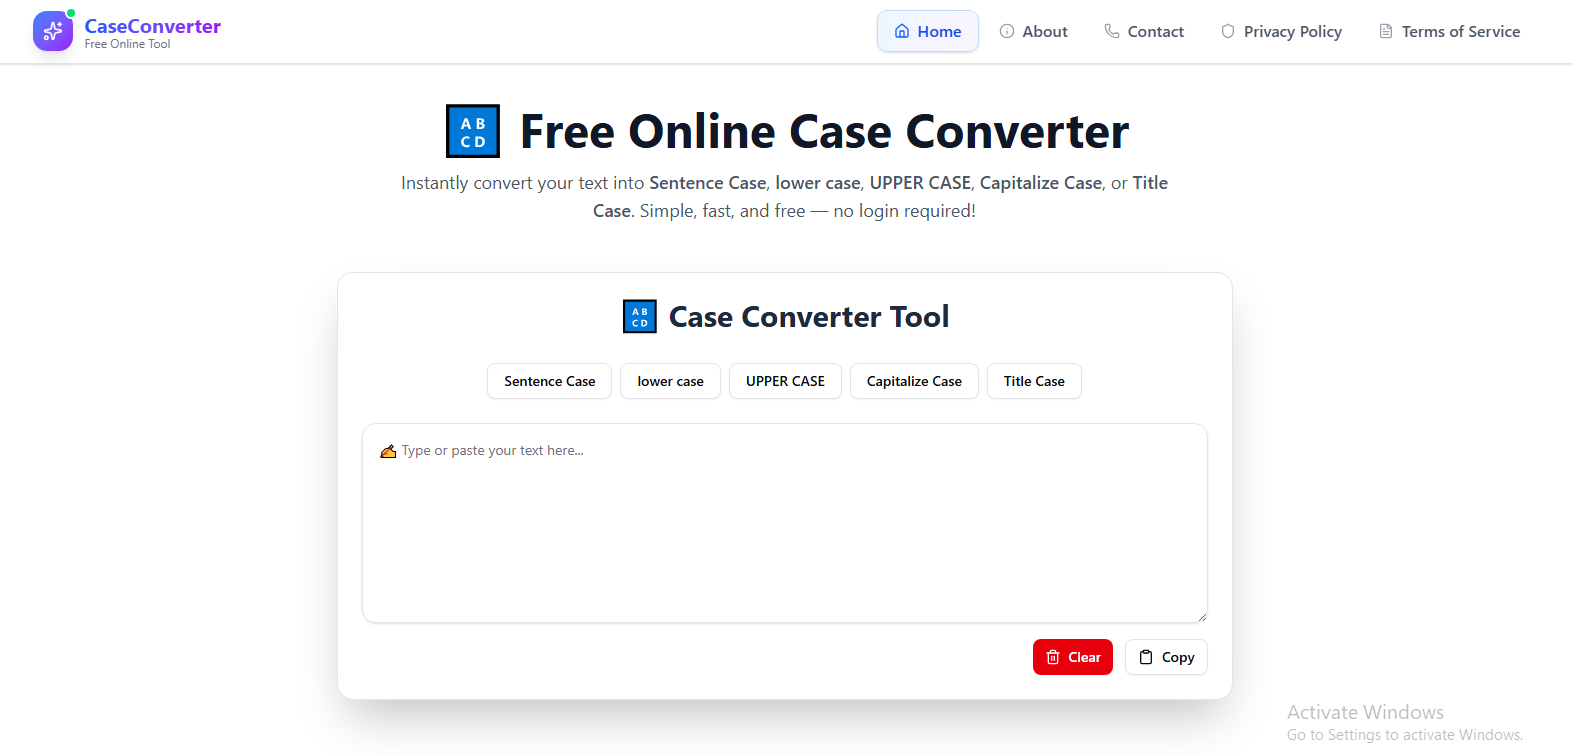 CaseConverter
Free Online Tool
Home
About
Contact
Privacy Policy
Terms of Service
AB
CD
Free Online Case Converter
Instantly convert your text into Sentence Case, lower case, UPPER CASE, Capitalize Case, or Title
Case. Simple, fast, and free — no login required!
AB
CD
Case Converter Tool
Sentence Case
lower case
UPPER CASE
Capitalize Case
Title Case
✍️ Type or paste your text here...
Clear
Copy
Activate Windows
Go to Settings to activate Windows.